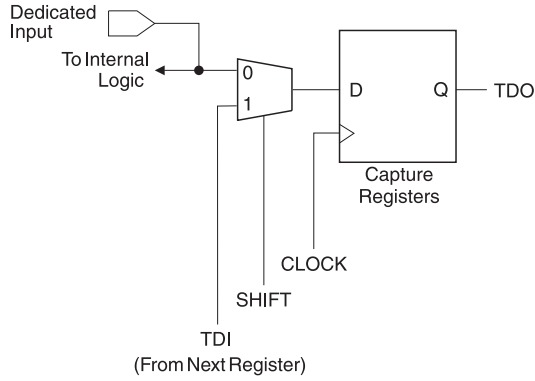 Dedicated
Input
To Internal
Logic
0
1
D
Q
TDO
Capture
Registers
CLOCK
SHIFT
TDI
(From Next Register)